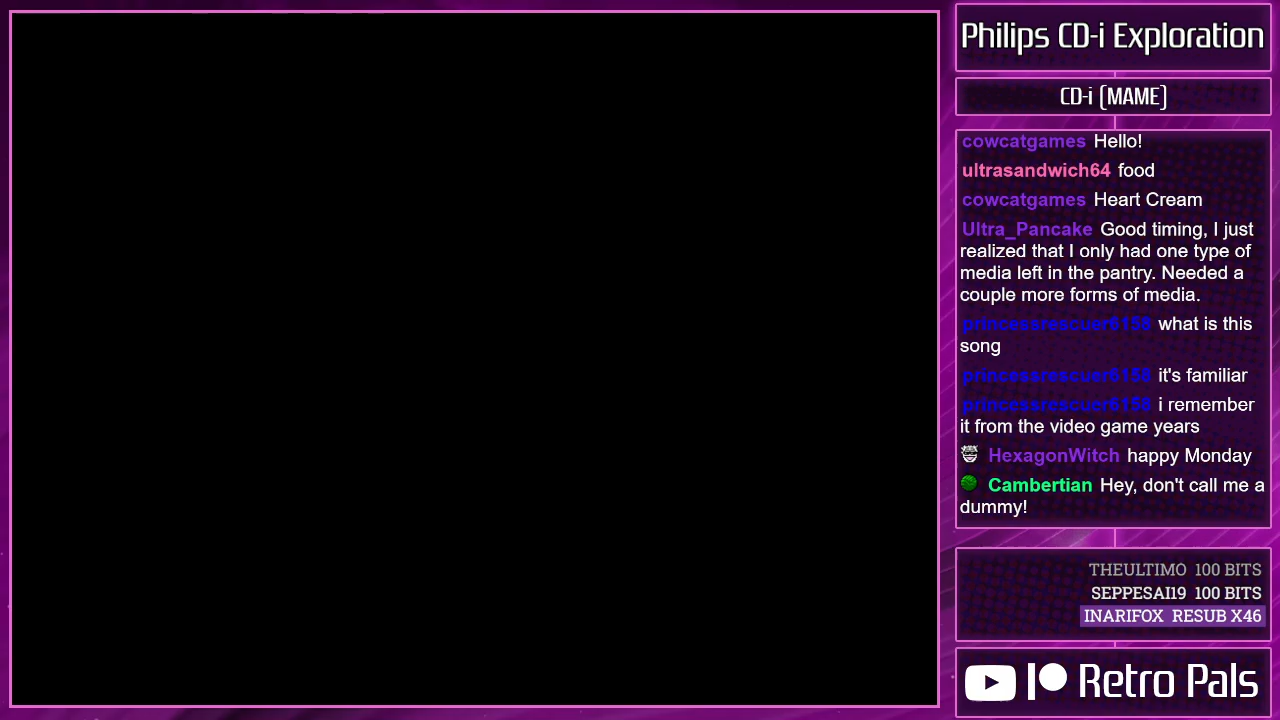 Philips CD-i Exploration
CD-i [MAME]
cowcatgames Hello!
ultrasandwich64 food
cowcatgames Heart Cream
Ultra_Pancake Good timing, I just
realized that I only had one type of
media left in the pantry. Needed a
couple more forms of media.
princessrescuer6158 what is this
song
princessrescuer6158 it's familiar
princessrescuer6158 i remember
it from the video game years
HexagonWitch happy Monday
Cambertian Hey, don't call me a
dummy!
THEULTIMO 100 BITS
SEPPESAI19 100 BITS
INARIFOX RESUB X46
Retro Pals